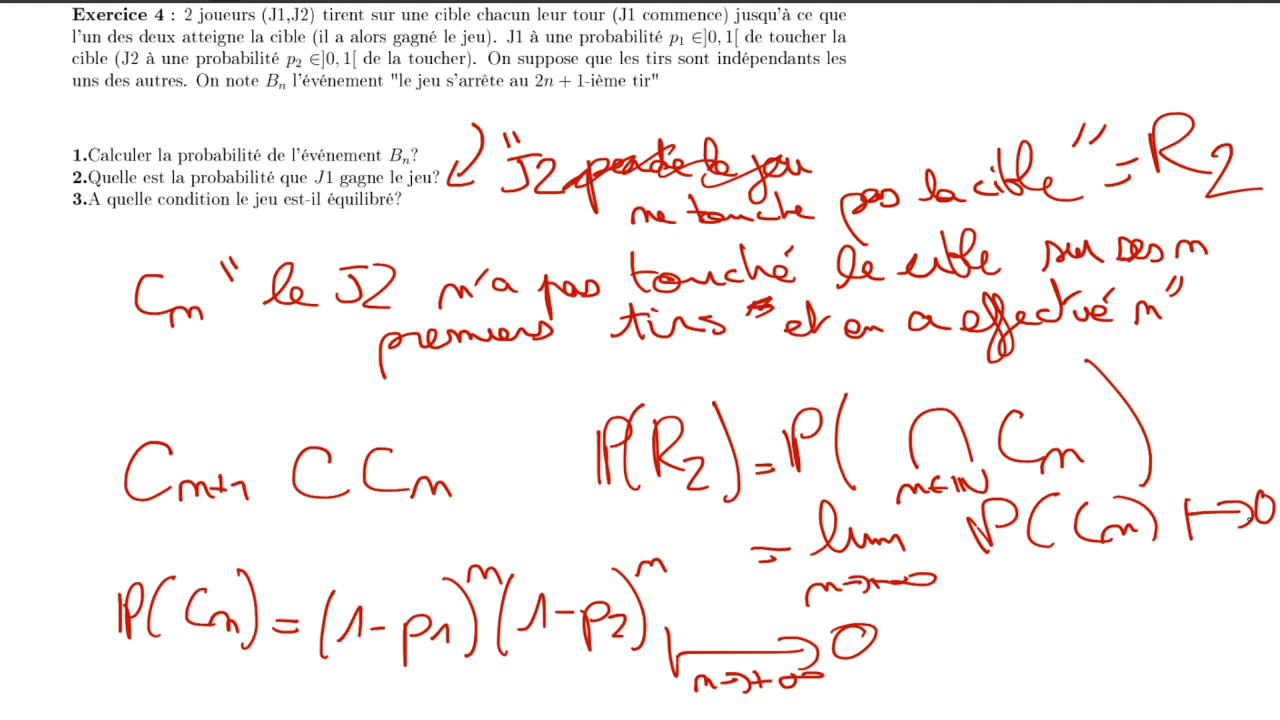 Exercice 4 : 2 joueurs (J1,J2) tirent sur une cible chacun leur tour (J1 commence) jusqu'à ce que
l'un des deux atteigne la cible (il a alors gagné le jeu). J1 à une probabilité p₁ ∈]0, 1[ de toucher la
cible (J2 à une probabilité p₂ ∈]0, 1[ de la toucher). On suppose que les tirs sont indépendants les
uns des autres. On note Bₙ l'événement "le jeu s'arrête au 2n + 1-ième tir"
1.Calculer la probabilité de l'événement Bₙ?
2.Quelle est la probabilité que J1 gagne le jeu?
3.A quelle condition le jeu est-il équilibré?
"J2 perde le jeu
ne touche pas la cible" = R₂
Cₙ "le J2 n'a pas touché la cible sur ses n
premiers tirs et en a effectué n"
Cₙ₊₁ ⊂ Cₙ
ℙ(R₂) = ℙ(⋂ Cₙ)
n∈ℕ
= lim ℙ(Cₙ) ↦ 0
n→+∞
ℙ(Cₙ) = (1-p1)ⁿ(1-p2)ⁿ ⟼ 0
n→+∞